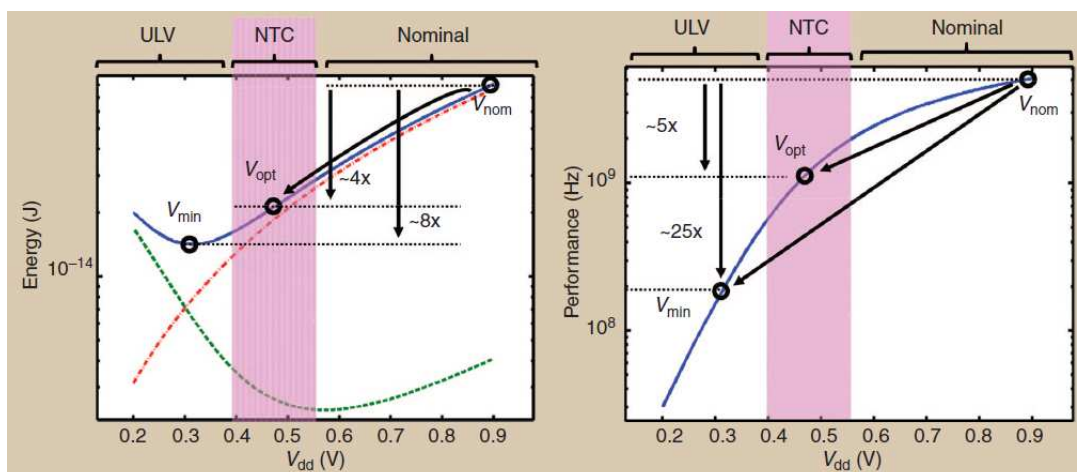 ULV
NTC
Nominal
Energy (J)
10−14
Vmin
Vopt
Vnom
~4x
~8x
0.2 0.3 0.4 0.5 0.6 0.7 0.8 0.9
Vdd (V)
ULV
NTC
Nominal
Performance (Hz)
109
108
~5x
~25x
Vopt
Vmin
Vnom
0.2 0.3 0.4 0.5 0.6 0.7 0.8 0.9
Vdd (V)